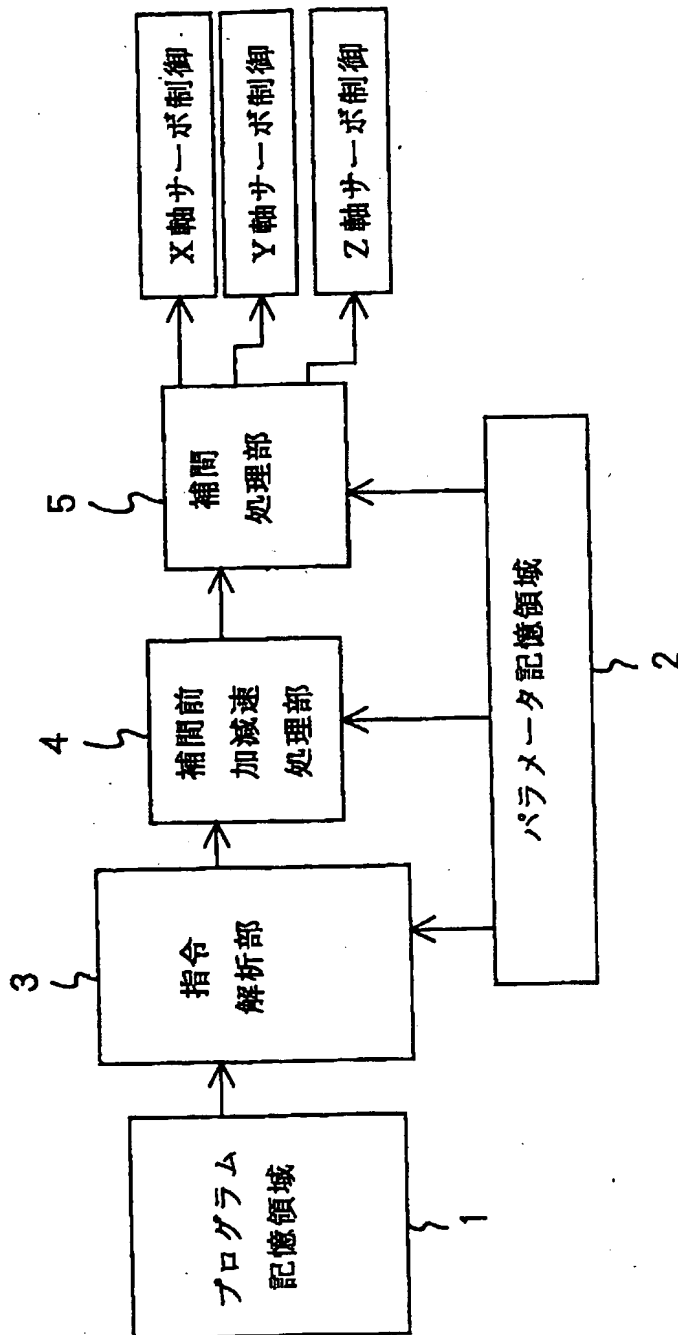 1
プログラム
記憶領域
3
指令
解析部
4
補間前
加減速
処理部
5
補間
処理部
X軸サーボ制御
Y軸サーボ制御
Z軸サーボ制御
パラメータ記憶領域
2